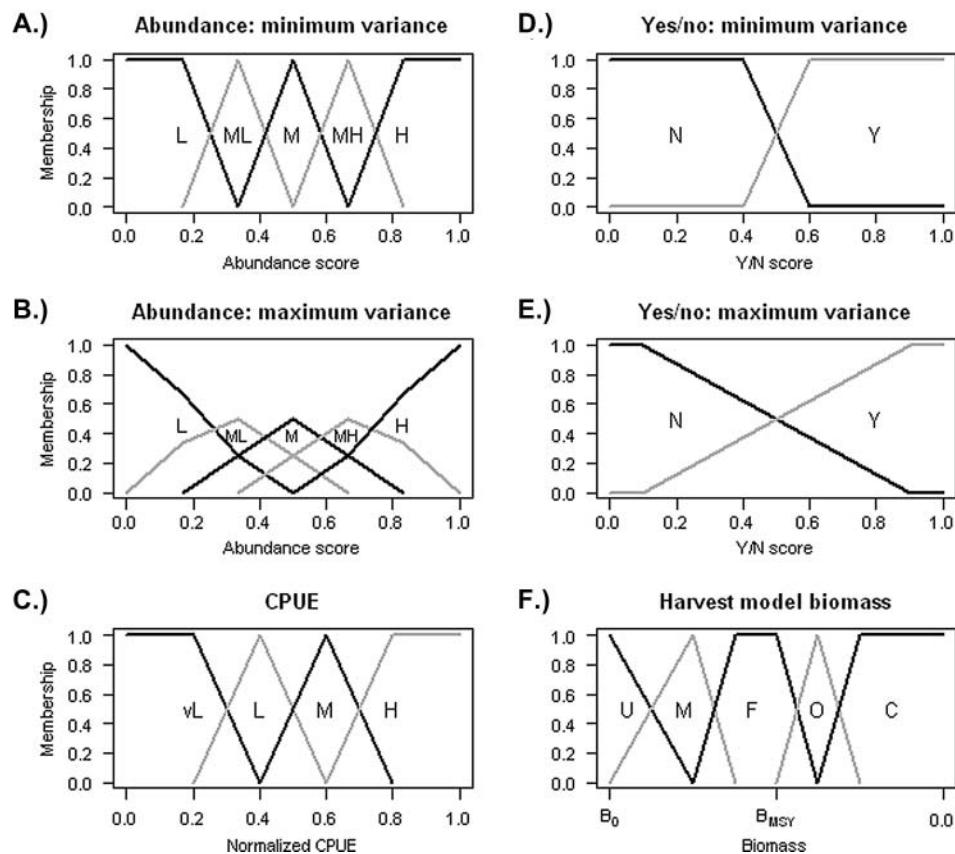 A.)
Abundance: minimum variance
Membership
1.0
0.8
0.6
0.4
0.2
0.0
L ML M MH H
0.0 0.2 0.4 0.6 0.8 1.0
Abundance score
D.)
Yes/no: minimum variance
1.0
0.8
0.6
0.4
0.2
0.0
N Y
0.0 0.2 0.4 0.6 0.8 1.0
Y/N score
B.)
Abundance: maximum variance
Membership
1.0
0.8
0.6
0.4
0.2
0.0
L ML M MH H
0.0 0.2 0.4 0.6 0.8 1.0
Abundance score
E.)
Yes/no: maximum variance
1.0
0.8
0.6
0.4
0.2
0.0
N Y
0.0 0.2 0.4 0.6 0.8 1.0
Y/N score
C.)
CPUE
Membership
1.0
0.8
0.6
0.4
0.2
0.0
vL L M H
0.0 0.2 0.4 0.6 0.8 1.0
Normalized CPUE
F.)
Harvest model biomass
1.0
0.8
0.6
0.4
0.2
0.0
U M F O C
B0 BMSY 0.0
Biomass